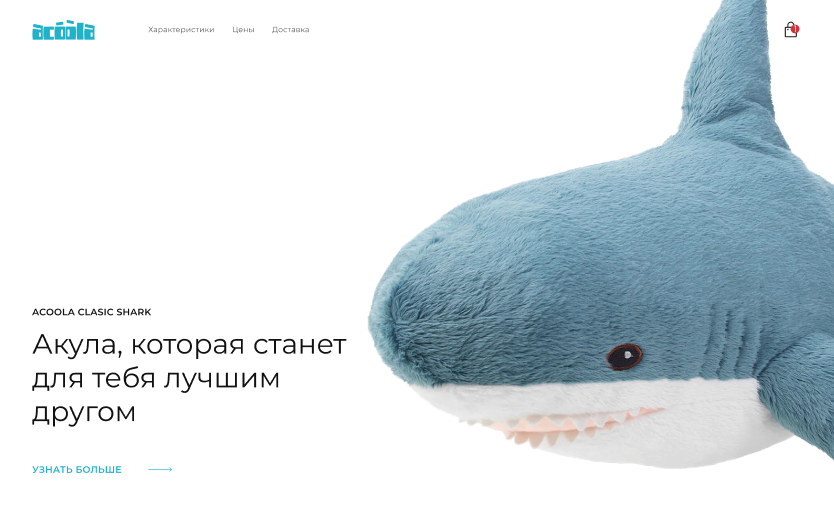 acoola
Характеристики Цены Доставка
1
ACOOLA CLASIC SHARK
Акула, которая станет
для тебя лучшим
другом
УЗНАТЬ БОЛЬШЕ